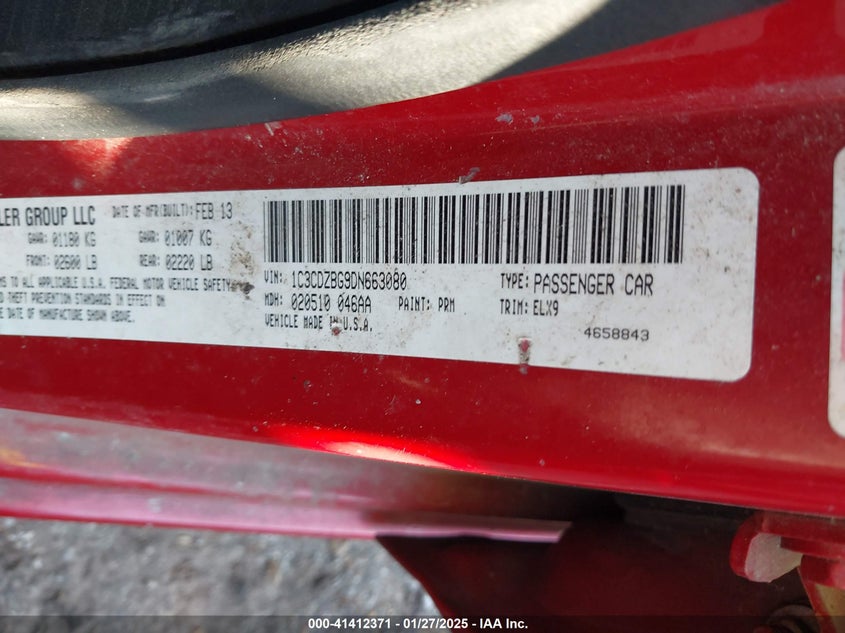 LER GROUP LLC DATE OF MFR(BUILT): FEB 13
GAWR: 01180 KG GAWR: 01007 KG
FRONT: 02600 LB REAR: 02220 LB
MS TO ALL APPLICABLE U.S.A. FEDERAL MOTOR VEHICLE SAFETY,
D THEFT PREVENTION STANDARDS IN EFFECT ON
E DATE OF MANUFACTURE SHOWN ABOVE.
VIN: 1C3CDZBG9DN663080 TYPE: PASSENGER CAR
MDH: 020510 046AA PAINT: PRM TRIM: ELX9
VEHICLE MADE IN U.S.A. 4658843
000-41412371 | 01/27/2025 | IAA Inc.